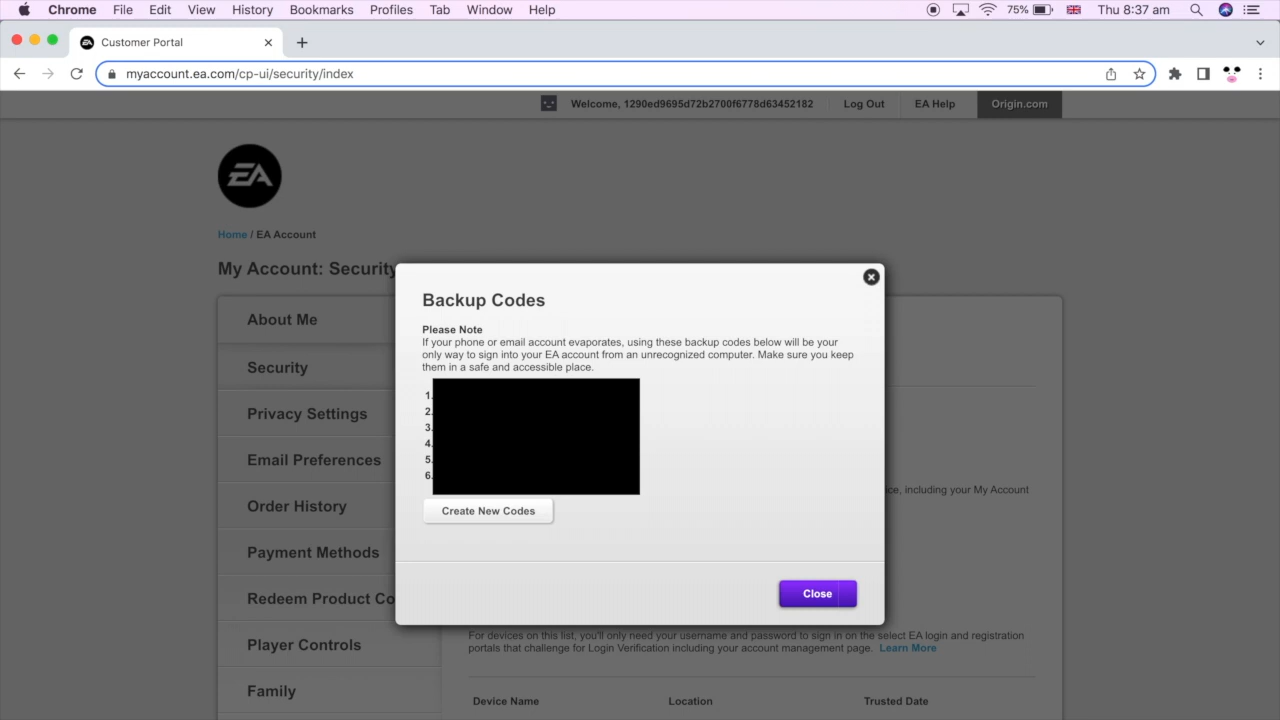 Chrome File Edit View History Bookmarks Profiles Tab Window Help 75% Thu 8:37 am
Customer Portal
myaccount.ea.com/cp-ui/security/index
Welcome, 1290ed9695d72b2700f6778d63452182 Log Out EA Help Origin.com
EA
Home / EA Account
My Account: Security
About Me
Security
Privacy Settings
Email Preferences
Order History
Payment Methods
Redeem Product Co
Player Controls
Family
Backup Codes
Please Note
If your phone or email account evaporates, using these backup codes below will be your
only way to sign into your EA account from an unrecognized computer. Make sure you keep
them in a safe and accessible place.
1.
2.
3.
4.
5.
6.
Create New Codes
Close
ice, including your My Account
For devices on this list, you'll only need your username and password to sign in on the select EA login and registration
portals that challenge for Login Verification including your account management page. Learn More
Device Name Location Trusted Date